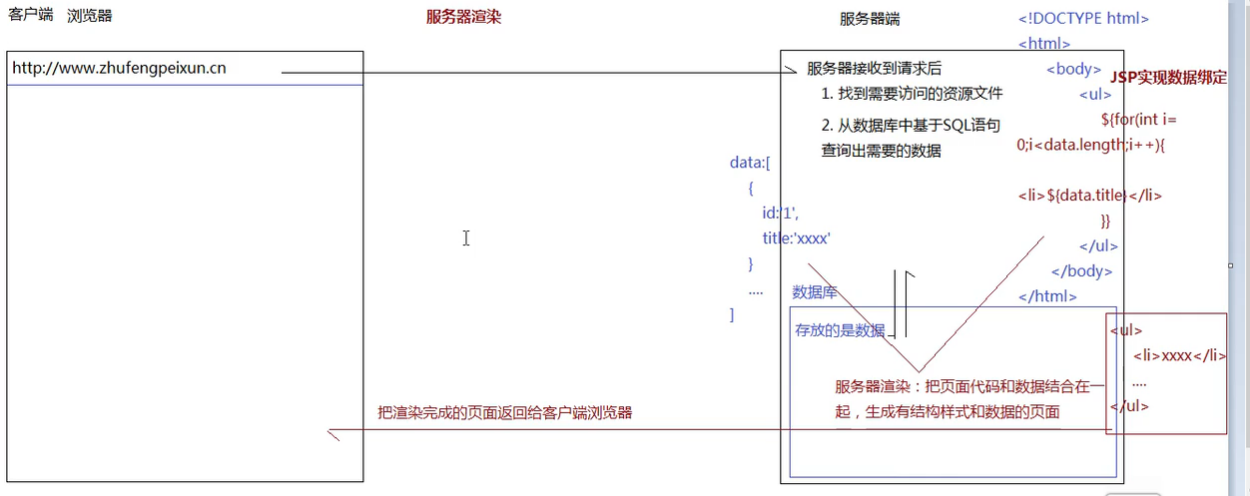 客户端 浏览器
服务器渲染
服务器端
http://www.zhufengpeixun.cn
服务器接收到请求后
1. 找到需要访问的资源文件
2. 从数据库中基于SQL语句
查询出需要的数据
data:[
{
id:'1',
title:'xxxx'
}
....
]
数据库
存放的是数据
服务器渲染：把页面代码和数据结合在一
起，生成有结构样式和数据的页面
把渲染完成的页面返回给客户端浏览器
<!DOCTYPE html>
<html>
<body>
JSP实现数据绑定
<ul>
${for(int i=
0;i<data.length;i++){
<li>${data.title}</li>
}}
</ul>
</body>
</html>
<ul>
<li>xxxx</li>
....
</ul>